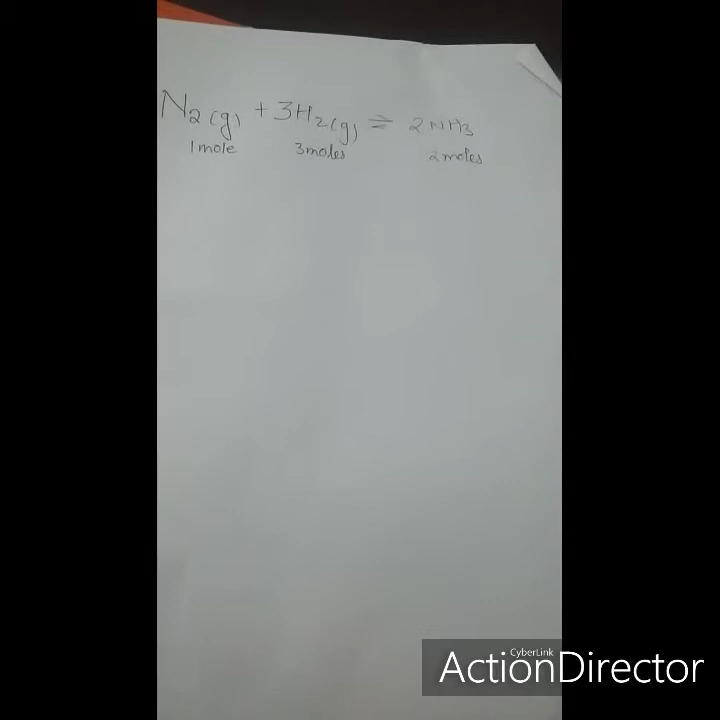 N2(g) + 3H2(g) ⇌ 2NH3
1mole 3moles 2moles
CyberLink
ActionDirector